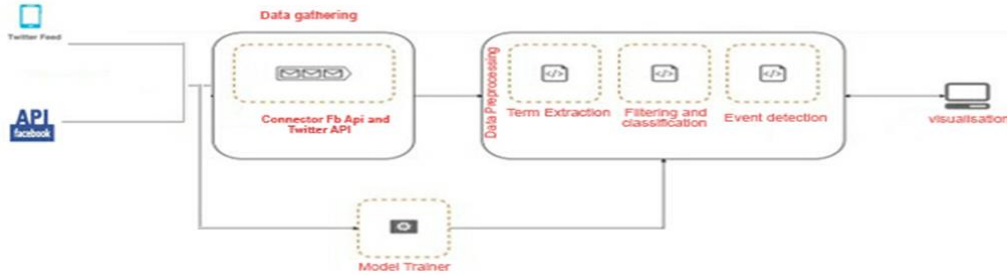 Data gathering
Twitter Feed
API
facebook
Connector Fb Api and
Twitter API
Data Preprocessing
Term Extraction
Filtering and
classification
Event detection
visualisation
Model Trainer